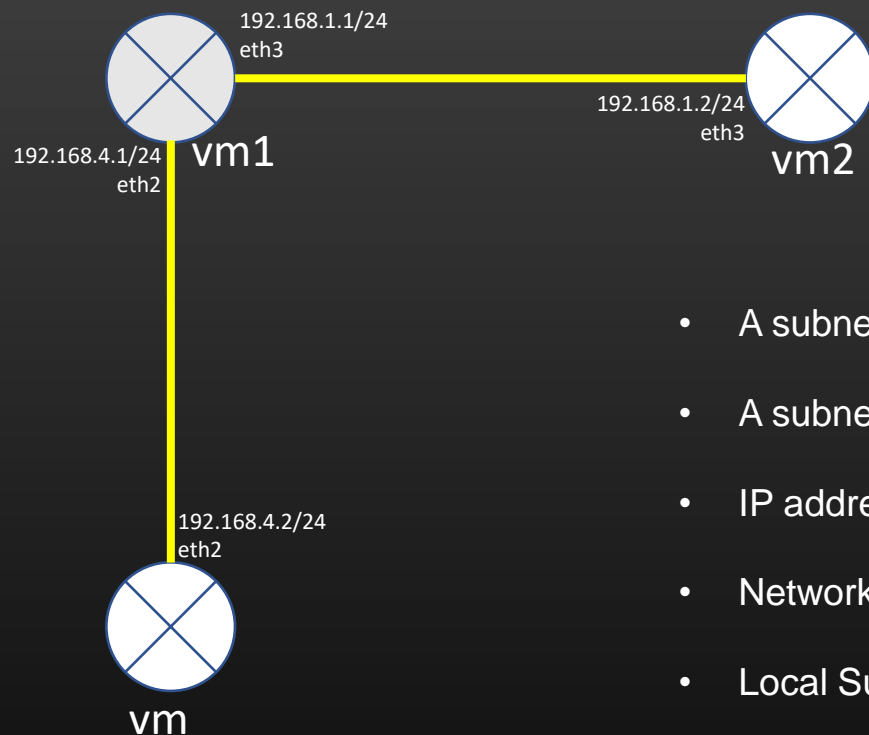 192.168.1.1/24
eth3
192.168.1.2/24
eth3
192.168.4.1/24
eth2
vm1
vm2
• A subne
• A subne
• IP addre
• Network
• Local Su
192.168.4.2/24
eth2
vm